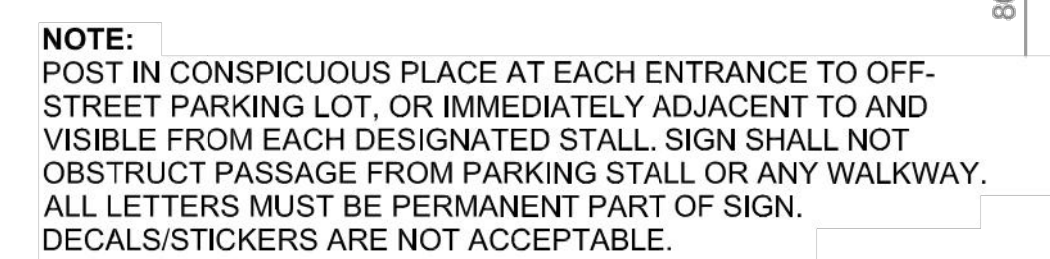 NOTE:
POST IN CONSPICUOUS PLACE AT EACH ENTRANCE TO OFF-
STREET PARKING LOT, OR IMMEDIATELY ADJACENT TO AND
VISIBLE FROM EACH DESIGNATED STALL. SIGN SHALL NOT
OBSTRUCT PASSAGE FROM PARKING STALL OR ANY WALKWAY.
ALL LETTERS MUST BE PERMANENT PART OF SIGN.
DECALS/STICKERS ARE NOT ACCEPTABLE.